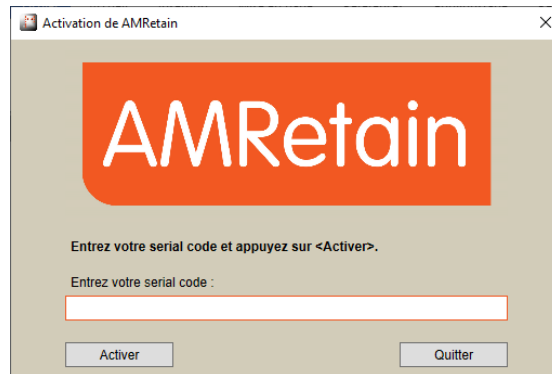 Activation de AMRetain
AMRetain
Entrez votre serial code et appuyez sur <Activer>.
Entrez votre serial code :
Activer Quitter